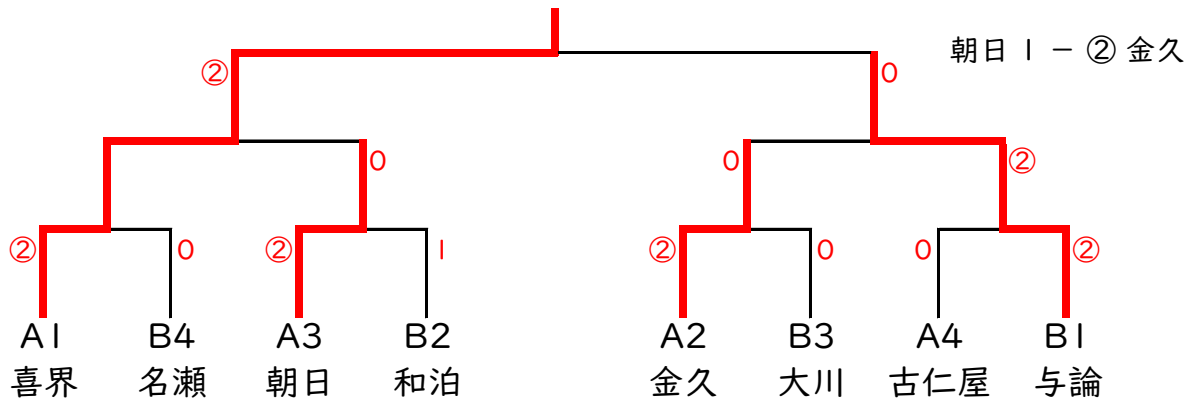 ② 0 朝日 1 － ② 金久
0 0 ②
② 0 ② 1 ② 0 0 ②
A1 B4 A3 B2 A2 B3 A4 B1
喜界 名瀬 朝日 和泊 金久 大川 古仁屋 与論